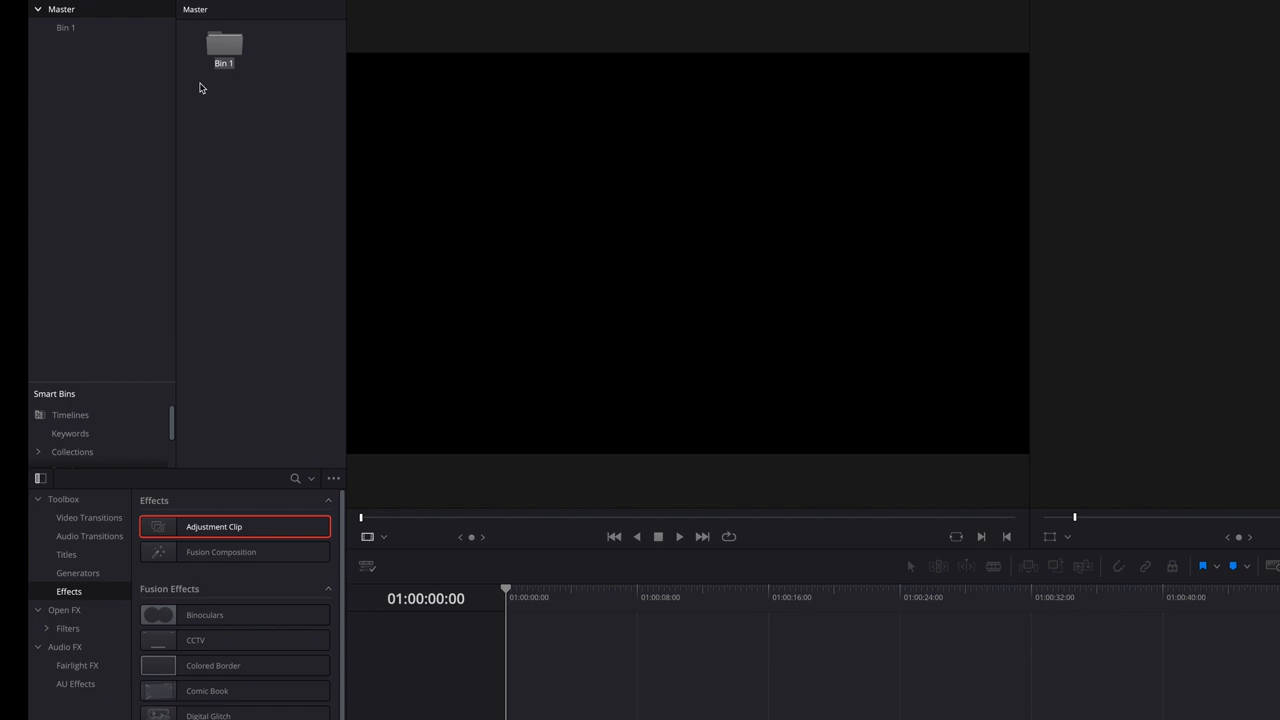 Master
Bin 1
Master
Bin 1
Smart Bins
Timelines
Keywords
Collections
Toolbox
Video Transitions
Audio Transitions
Titles
Generators
Effects
Open FX
Filters
Audio FX
Fairlight FX
AU Effects
Effects
Adjustment Clip
Fusion Composition
Fusion Effects
Binoculars
CCTV
Colored Border
Comic Book
Digital Glitch
01:00:00:00
01:00:00:00
01:00:08:00
01:00:16:00
01:00:24:00
01:00:32:00
01:00:40:00